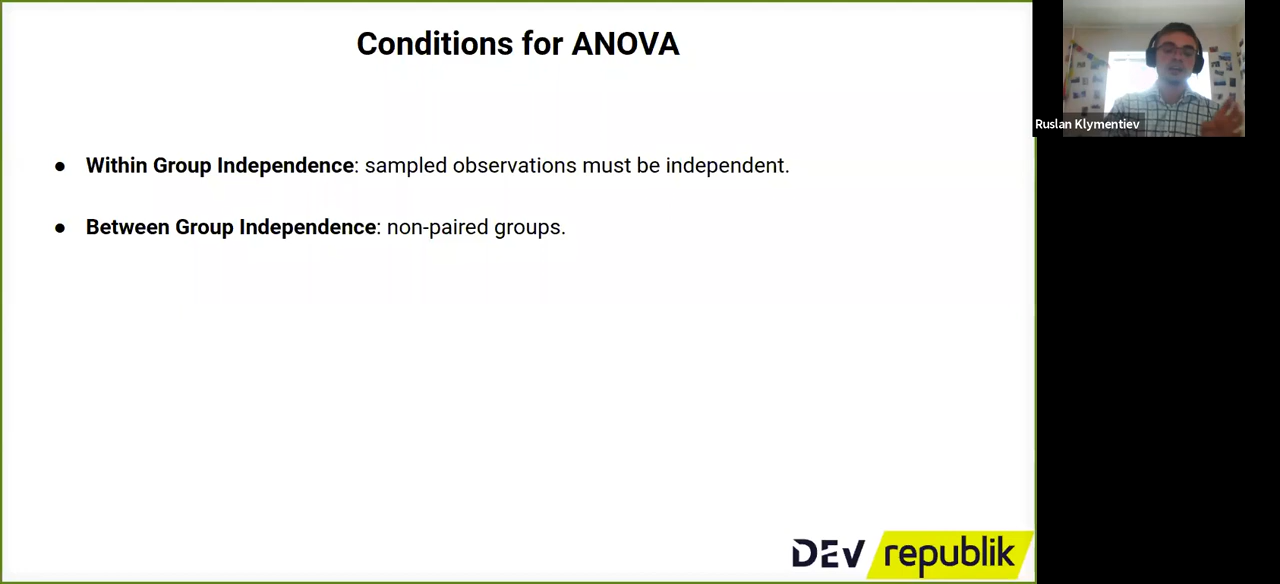 Conditions for ANOVA
● Within Group Independence: sampled observations must be independent.
● Between Group Independence: non-paired groups.
Ruslan Klymentiev
DEV republik